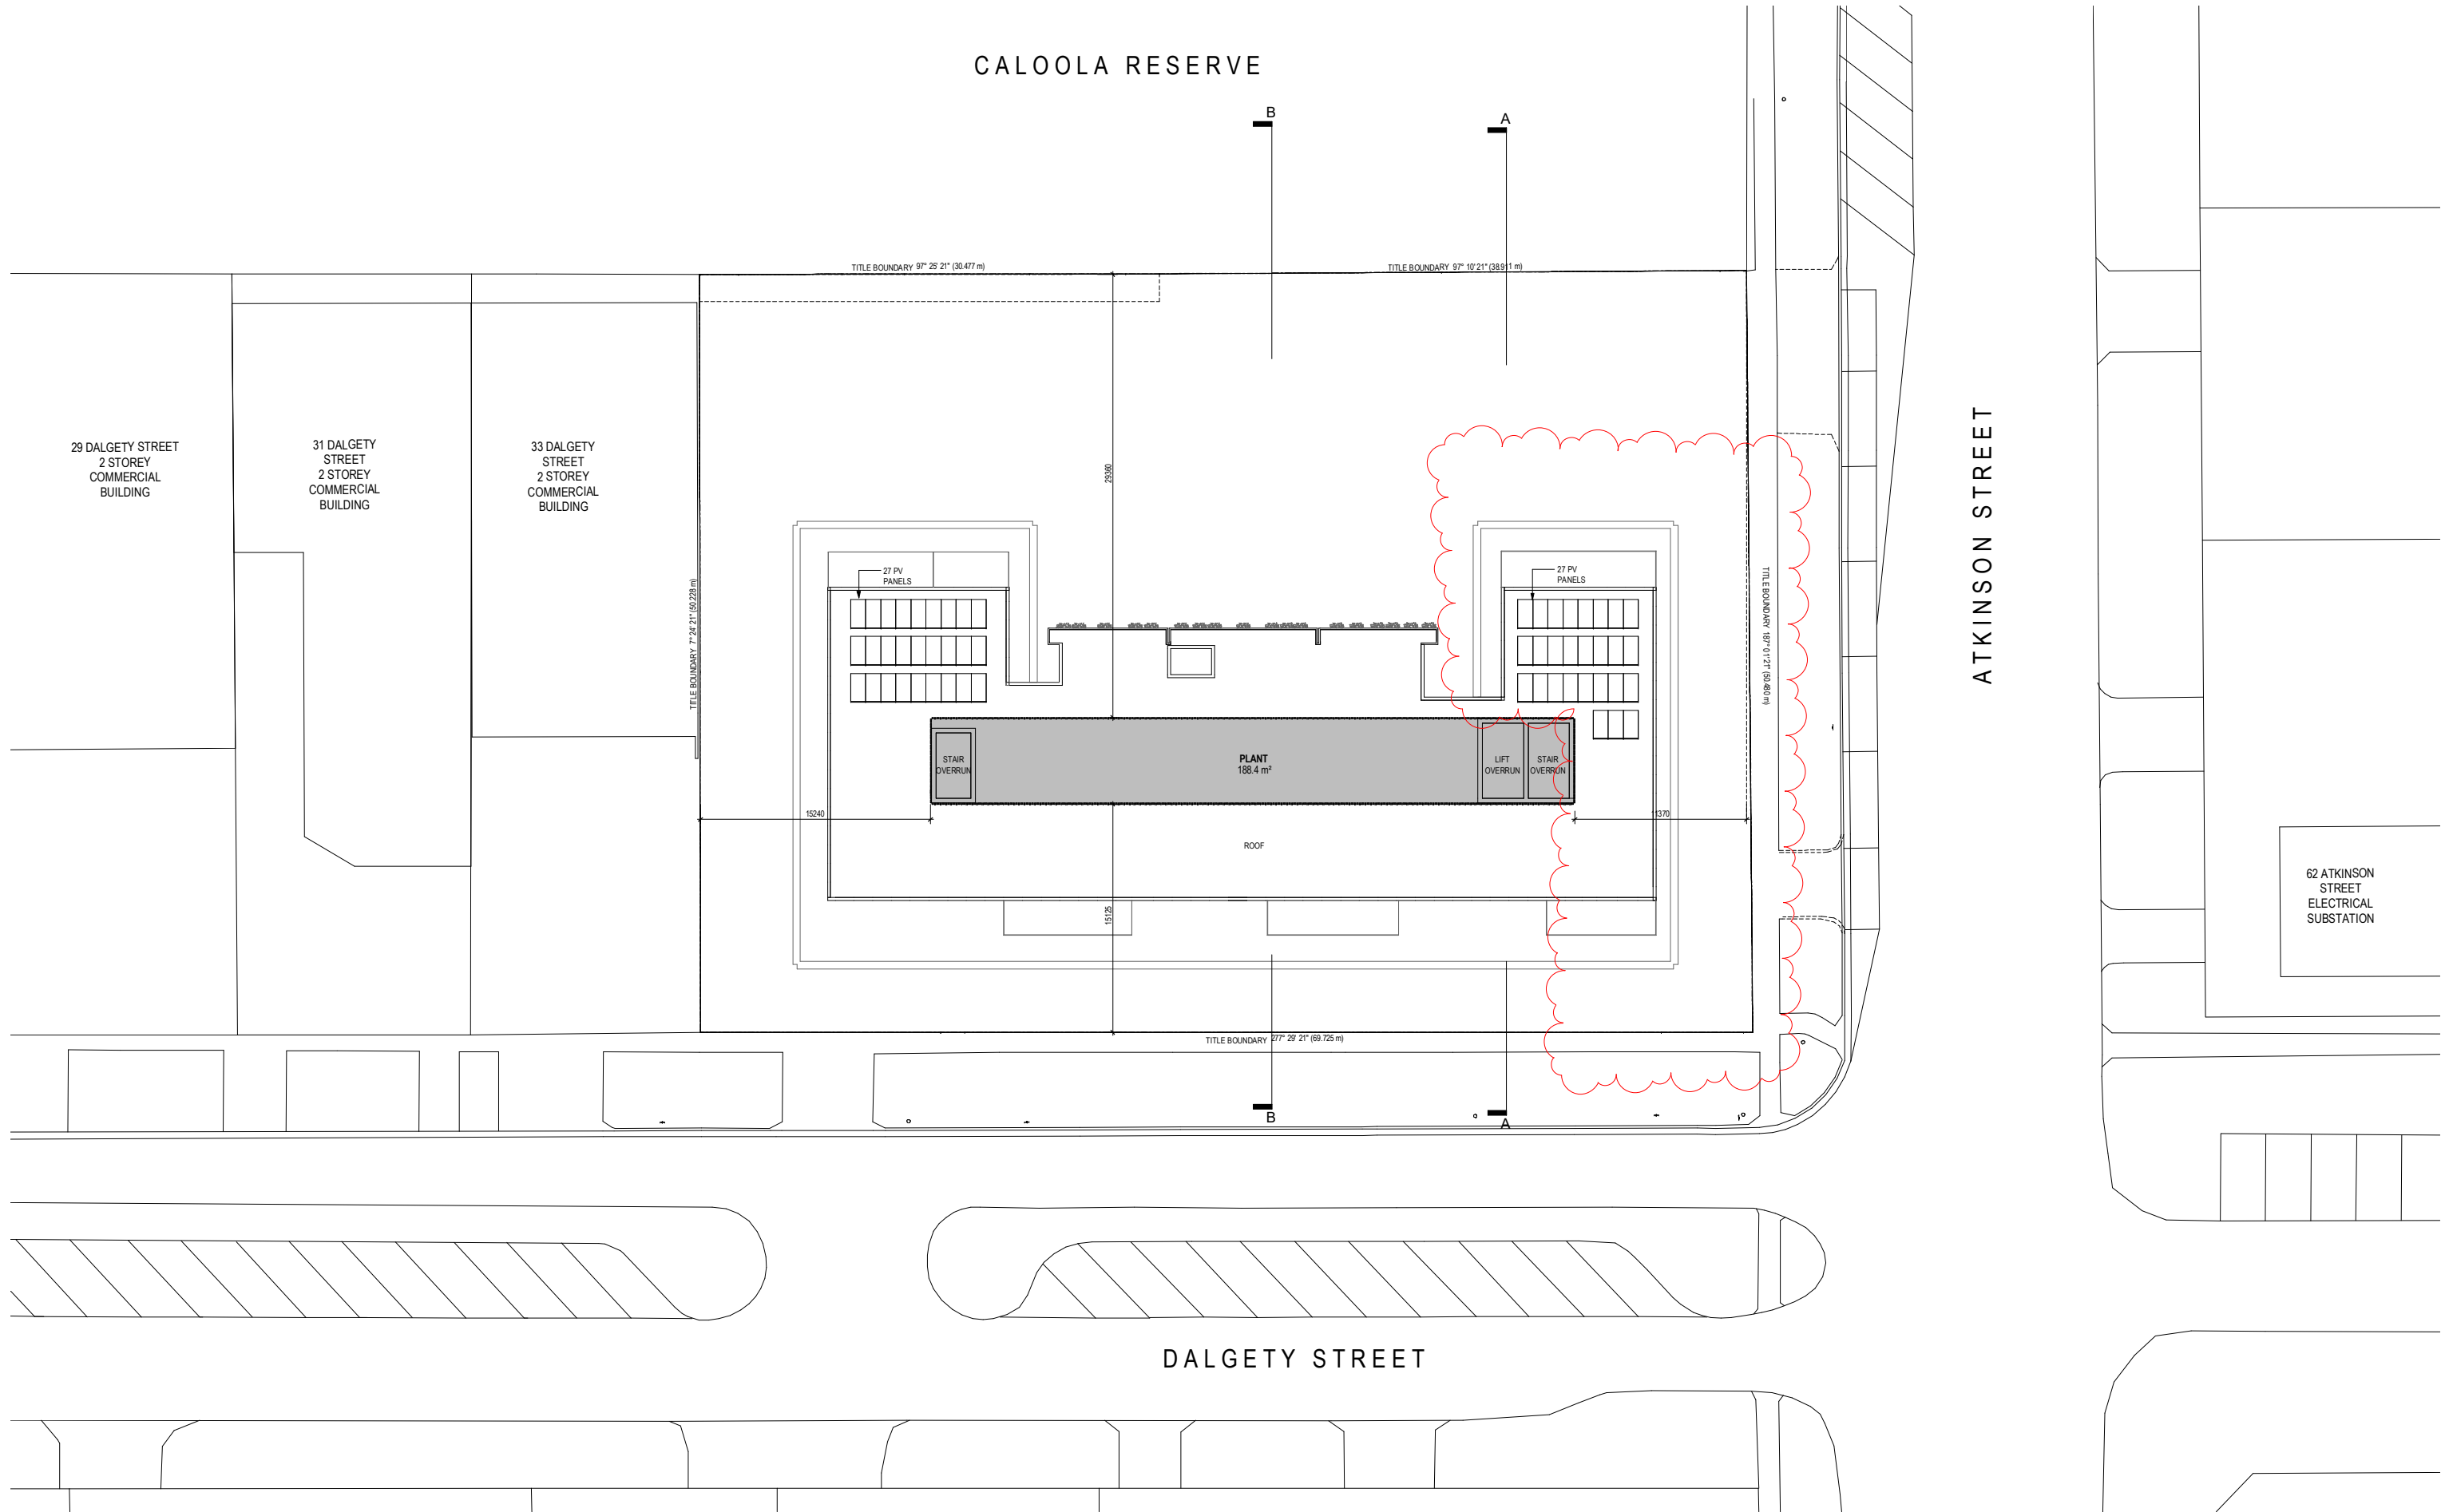 CALOOLA RESERVE
B
A
TITLE BOUNDARY 97° 25' 21" (30.477 m)
TITLE BOUNDARY 97° 10' 21" (38.911 m)
29 DALGETY STREET
2 STOREY
COMMERCIAL
BUILDING
31 DALGETY
STREET
2 STOREY
COMMERCIAL
BUILDING
33 DALGETY
STREET
2 STOREY
COMMERCIAL
BUILDING
29360
ATKINSON STREET
27 PV
PANELS
27 PV
PANELS
TITLE BOUNDARY 7° 24' 21" (50.228 m)
TITLE BOUNDARY 187° 01' 21" (50.480 m)
STAIR
OVERRUN
PLANT
188.4 m²
LIFT
OVERRUN
STAIR
OVERRUN
15240
11370
ROOF
15125
62 ATKINSON
STREET
ELECTRICAL
SUBSTATION
TITLE BOUNDARY 277° 29' 21" (69.725 m)
B
A
DALGETY STREET